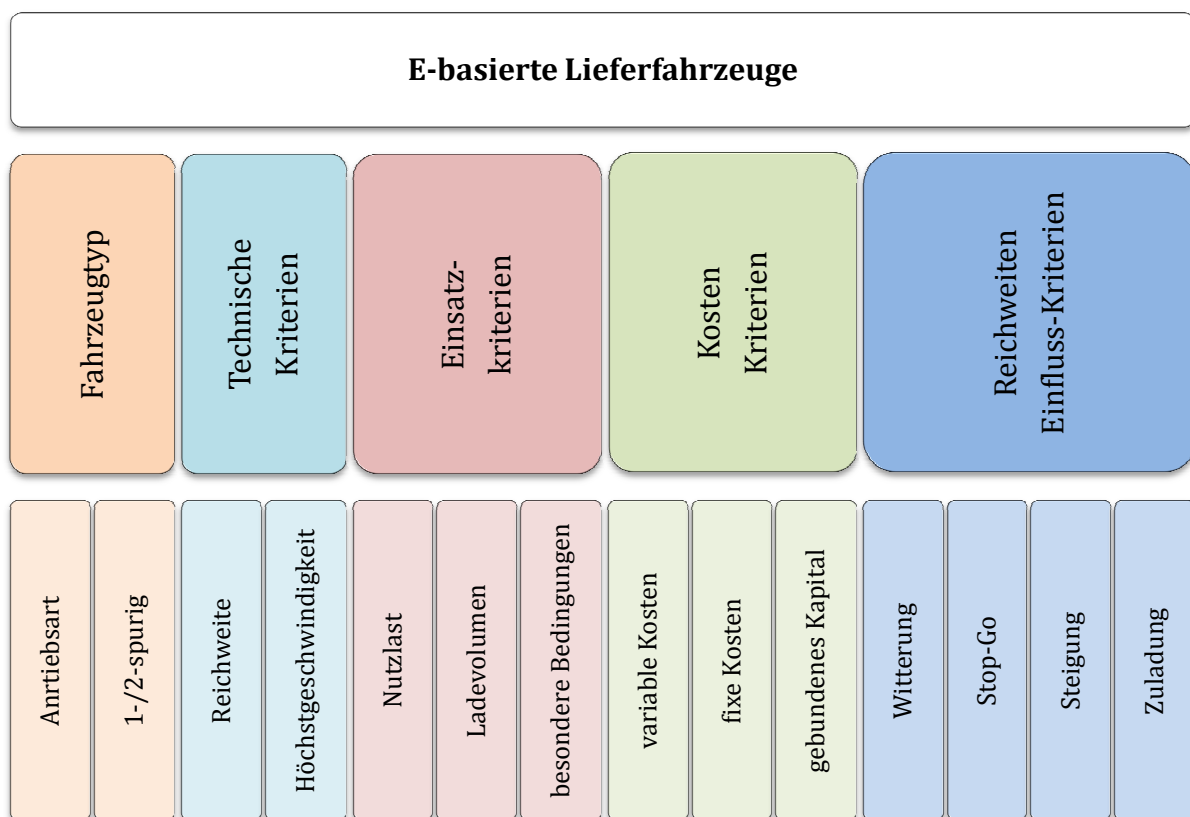 E-basierte Lieferfahrzeuge
Fahrzeugtyp
Technische
Kriterien
Einsatz-
kriterien
Kosten
Kriterien
Reichweiten
Einfluss-Kriterien
Anrtiebsart
1-/2-spurig
Reichweite
Höchstgeschwindigkeit
Nutzlast
Ladevolumen
besondere Bedingungen
variable Kosten
fixe Kosten
gebundenes Kapital
Witterung
Stop-Go
Steigung
Zuladung